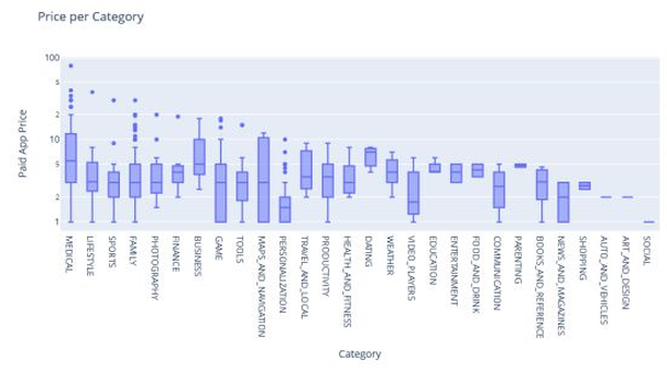 Price per Category
Paid App Price
100
5
2
10
5
2
1
MEDICAL
LIFESTYLE
SPORTS
FAMILY
PHOTOGRAPHY
FINANCE
BUSINESS
GAME
TOOLS
MAPS_AND_NAVIGATION
PERSONALIZATION
TRAVEL_AND_LOCAL
PRODUCTIVITY
HEALTH_AND_FITNESS
DATING
WEATHER
VIDEO_PLAYERS
EDUCATION
ENTERTAINMENT
FOOD_AND_DRINK
COMMUNICATION
PARENTING
BOOKS_AND_REFERENCE
NEWS_AND_MAGAZINES
SHOPPING
AUTO_AND_VEHICLES
ART_AND_DESIGN
SOCIAL
Category